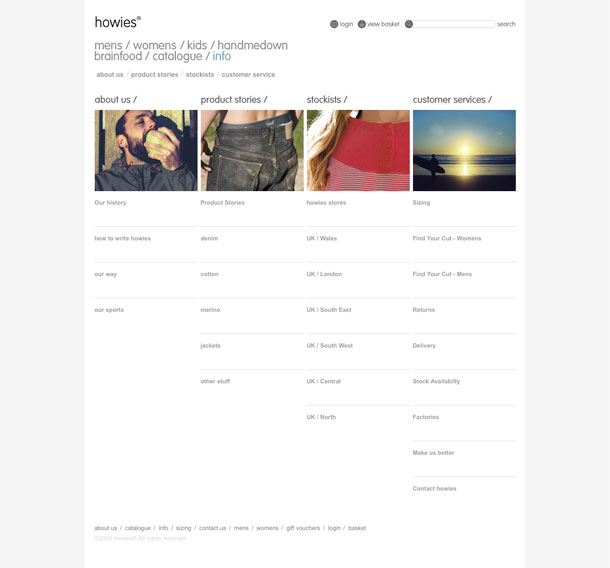 howies®
login view basket search
mens / womens / kids / handmedown
brainfood / catalogue / info
about us / product stories / stockists / customer service
about us / product stories / stockists / customer services /
Our history Product Stories howies stores Sizing
how to write howies denim UK / Wales Find Your Cut - Womens
our way cotton UK / London Find Your Cut - Mens
our sports merino UK / South East Returns
jackets UK / South West Delivery
other stuff UK / Central Stock Availability
UK / North Factories
Make us better
Contact howies
about us / catalogue / info / sizing / contact us / mens / womens / gift vouchers / login / basket
©2009 howies® All rights reserved